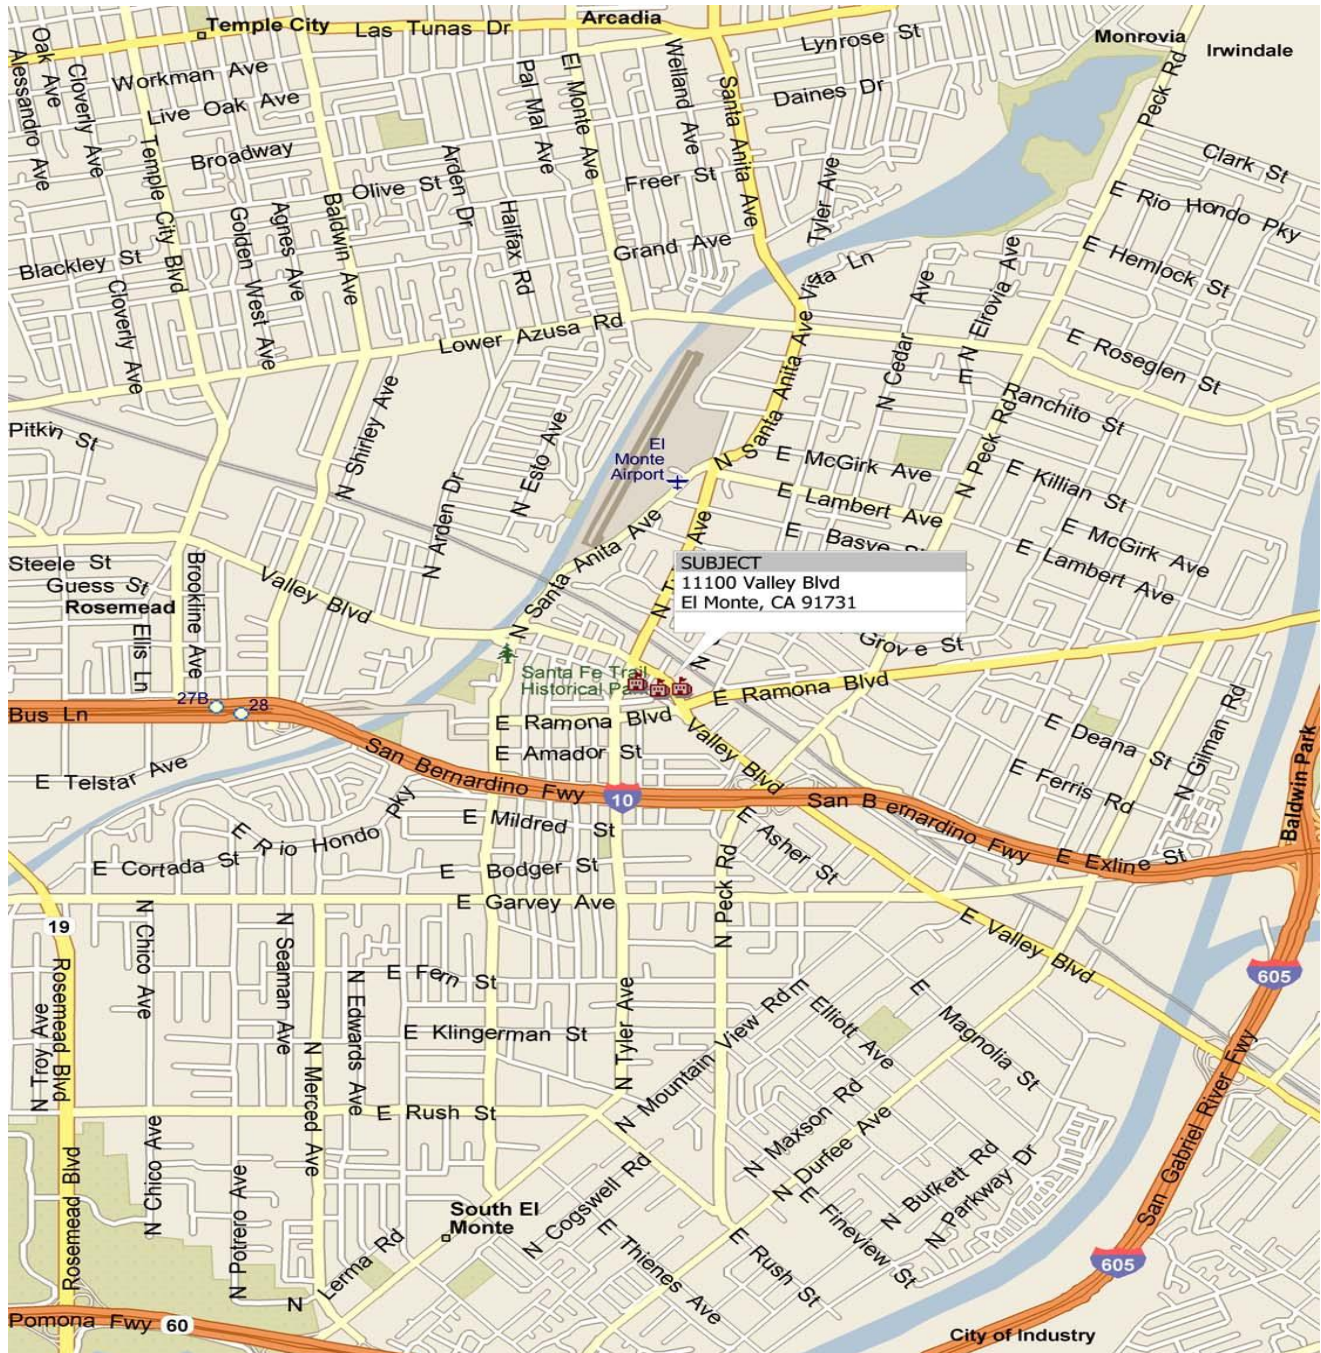 Temple City
Las Tunas Dr
Arcadia
Lynrose St
Monrovia
Irwindale
Oak Ave
Alessandro Ave
Cloverly Ave
Workman Ave
Live Oak Ave
Broadway
Temple City Blvd
Pal Mal Ave
El Monte Ave
Welland Ave
Santa Anita Ave
Daines Dr
Peck Rd
Clark St
Olive St
Arden Dr
Freer St
Tyler Ave
E Rio Hondo Pky
Golden West Ave
Agnes Ave
Baldwin Ave
Halifax Rd
Grand Ave
Blackley St
Cloverly Ave
Vista Ln
E Hemlock St
N Cedar Ave
N Elrovia Ave
Lower Azusa Rd
Santa Anita Ave
E Roseglen St
Ranchito St
Pitkin St
N Shirley Ave
N Esto Ave
El
Monte
Airport
N Santa Anita Ave
E McGirk Ave
N Peck Rd
E Killian St
N Arden Dr
E Lambert Ave
E McGirk Ave
E Lambert Ave
Steele St
Guess St
Rosemead
Brookline Ave
Ellis Ln
Valley Blvd
N Santa Anita Ave
SUBJECT
11100 Valley Blvd
El Monte, CA 91731
Grove St
Santa Fe Trail
E Ramona Blvd
27B
28
Bus Ln
E Ramona Blvd
E Amador St
Valley Blvd
E Deana St
N Gilman Rd
E Ferris Rd
Baldwin Park
E Telstar Ave
San Bernardino Fwy
10
San Bernardino Fwy
E Exline St
E Rio Hondo Pky
E Mildred St
E Asher St
E Cortada St
E Bodger St
E Garvey Ave
N Peck Rd
E Valley Blvd
19
N Chico Ave
N Seaman Ave
E Fern St
N Edwards Ave
605
Rosemead Blvd
N Troy Ave
E Klingerman St
N Tyler Ave
N Mountain View Rd
E Elliott Ave
E Magnolia St
N Merced Ave
E Rush St
N Maxson Rd
N Durfee Ave
San Gabriel River Fwy
N Chico Ave
Rosemead Blvd
N Potrero Ave
South El
Monte
N Cogswell Rd
E Thienes Ave
E Rush St
E Fineview St
N Burkett Rd
N Parkway Dr
605
N Lerma Rd
Pomona Fwy
60
City of Industry